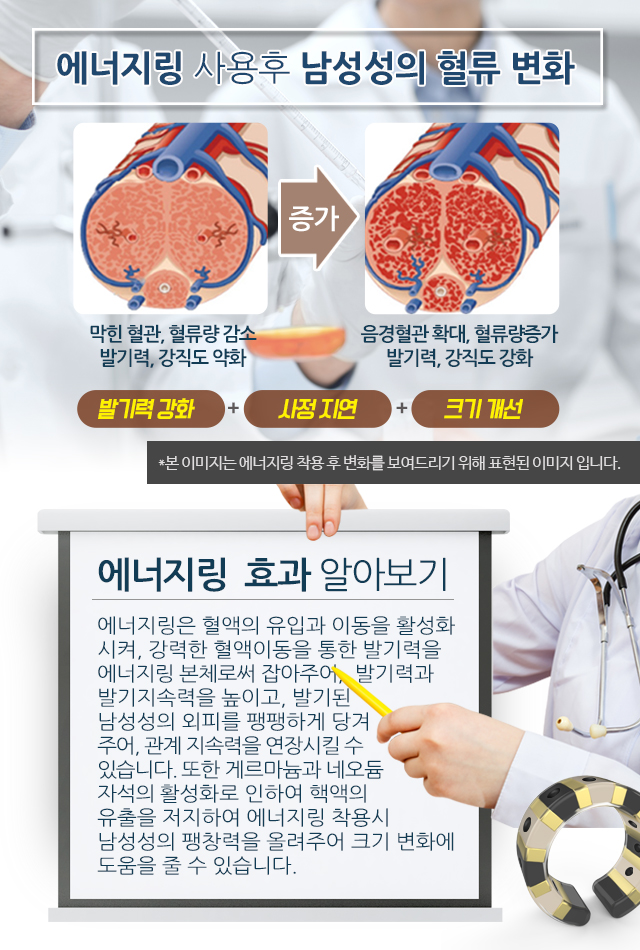 에너지링 사용후 남성성의 혈류 변화
증가
막힌 혈관, 혈류량 감소
발기력, 강직도 약화
음경혈관 확대, 혈류량증가
발기력, 강직도 강화
발기력 강화 + 사정 지연 + 크기 개선
*본 이미지는 에너지링 착용 후 변화를 보여드리기 위해 표현된 이미지 입니다.
에너지링 효과 알아보기
에너지링은 혈액의 유입과 이동을 활성화
시켜, 강력한 혈액이동을 통한 발기력을
에너지링 본체로써 잡아주어, 발기력과
발기지속력을 높이고, 발기된
남성성의 외피를 팽팽하게 당겨
주어, 관계 지속력을 연장시킬 수
있습니다. 또한 게르마늄과 네오듐
자석의 활성화로 인하여 핵액의
유출을 저지하여 에너지링 착용시
남성성의 팽창력을 올려주어 크기 변화에
도움을 줄 수 있습니다.